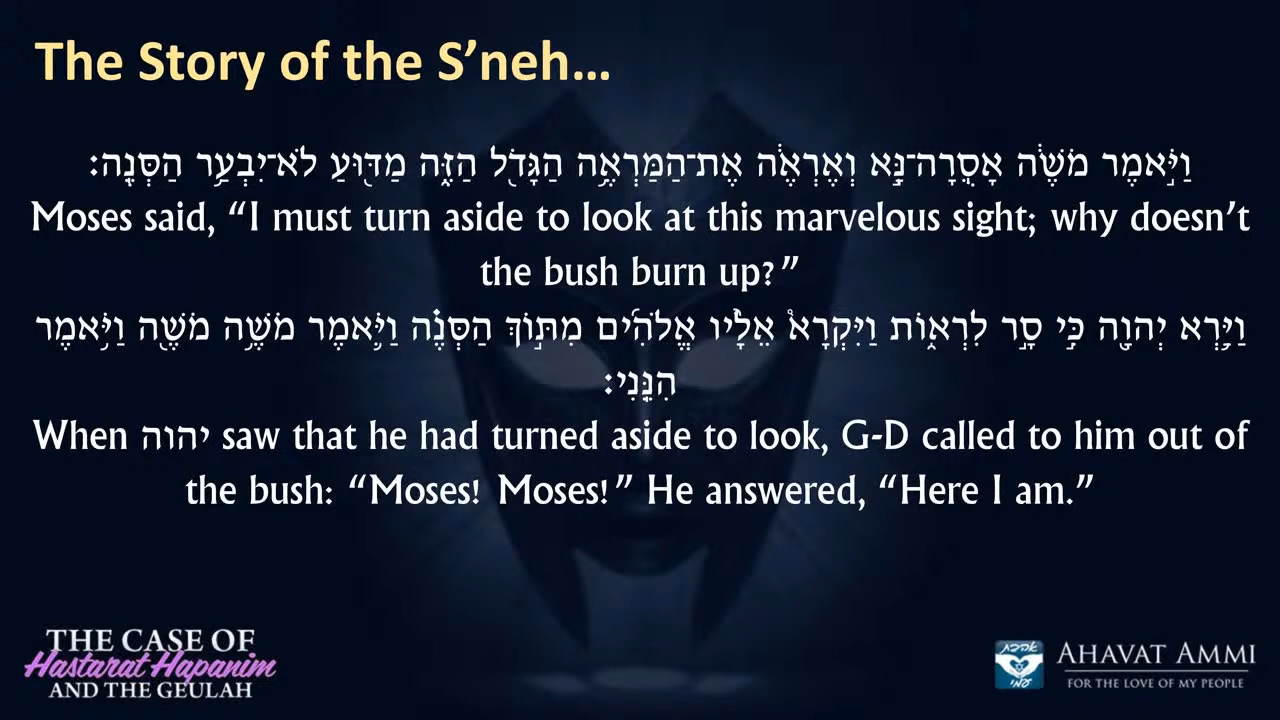 The Story of the S’neh…
וַיֹּ֣אמֶר מֹשֶׁ֔ה אָסֻֽרָה־נָּ֣א וְאֶרְאֶ֔ה אֶת־הַמַּרְאֶ֥ה הַגָּדֹ֖ל הַזֶּ֑ה מַדּ֖וּעַ לֹא־יִבְעַ֥ר הַסְּנֶֽה׃
Moses said, “I must turn aside to look at this marvelous sight; why doesn’t
the bush burn up?”
וַיַּ֥רְא יְהוָ֖ה כִּ֣י סָ֣ר לִרְא֑וֹת וַיִּקְרָא֩ אֵלָ֨יו אֱלֹהִ֜ים מִתּ֣וֹךְ הַסְּנֶ֗ה וַיֹּ֛אמֶר מֹשֶׁ֥ה מֹשֶׁ֖ה וַיֹּ֥אמֶר
הִנֵּֽנִי׃
When יהוה saw that he had turned aside to look, G-D called to him out of
the bush: “Moses! Moses!” He answered, “Here I am.”
THE CASE OF
Hastarat Hapanim
AND THE GEULAH
אהבת
עמי
AHAVAT AMMI
FOR THE LOVE OF MY PEOPLE